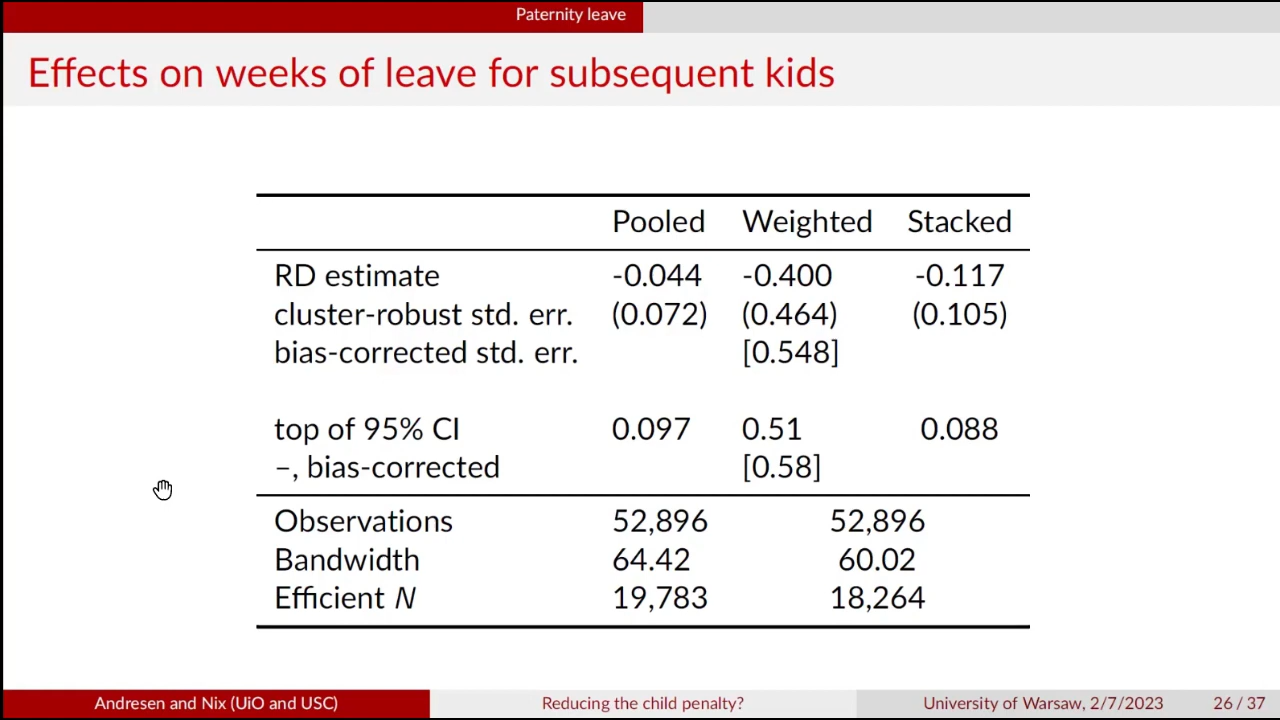 Paternity leave
Effects on weeks of leave for subsequent kids
Pooled Weighted Stacked
RD estimate -0.044 -0.400 -0.117
cluster-robust std. err. (0.072) (0.464) (0.105)
bias-corrected std. err. [0.548]
top of 95% CI 0.097 0.51 0.088
–, bias-corrected [0.58]
Observations 52,896 52,896
Bandwidth 64.42 60.02
Efficient N 19,783 18,264
Andresen and Nix (UiO and USC) Reducing the child penalty? University of Warsaw, 2/7/2023 26 / 37